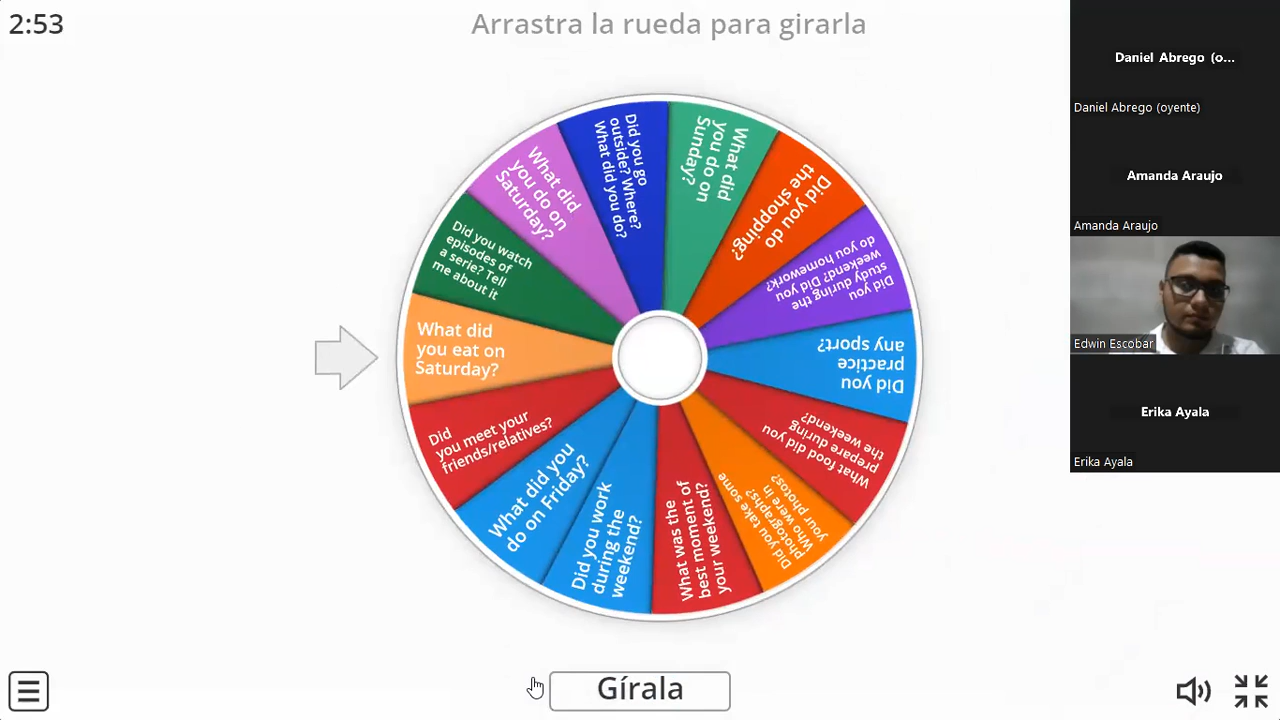 2:53
Arrastra la rueda para girarla
What did
you eat on
Saturday?
Did you watch
episodes of
a serie? Tell
me about it
What did
you do on
Saturday?
Did you go
outside? Where?
What did you do?
What did
you do on
Sunday?
Did you do
the shopping?
Did you
study during the
weekend? Did you
do you homework?
Did you
practice
any sport?
What food did you
prepare during
the weekend?
Did you take some
photographs?
Who were in
your photos?
What was the
best moment of
your weekend?
Did you work
during the
weekend?
What did you
do on Friday?
Did
you meet your
friends/relatives?
Gírala
Daniel Abrego (o...
Daniel Abrego (oyente)
Amanda Araujo
Amanda Araujo
Edwin Escobar
Erika Ayala
Erika Ayala